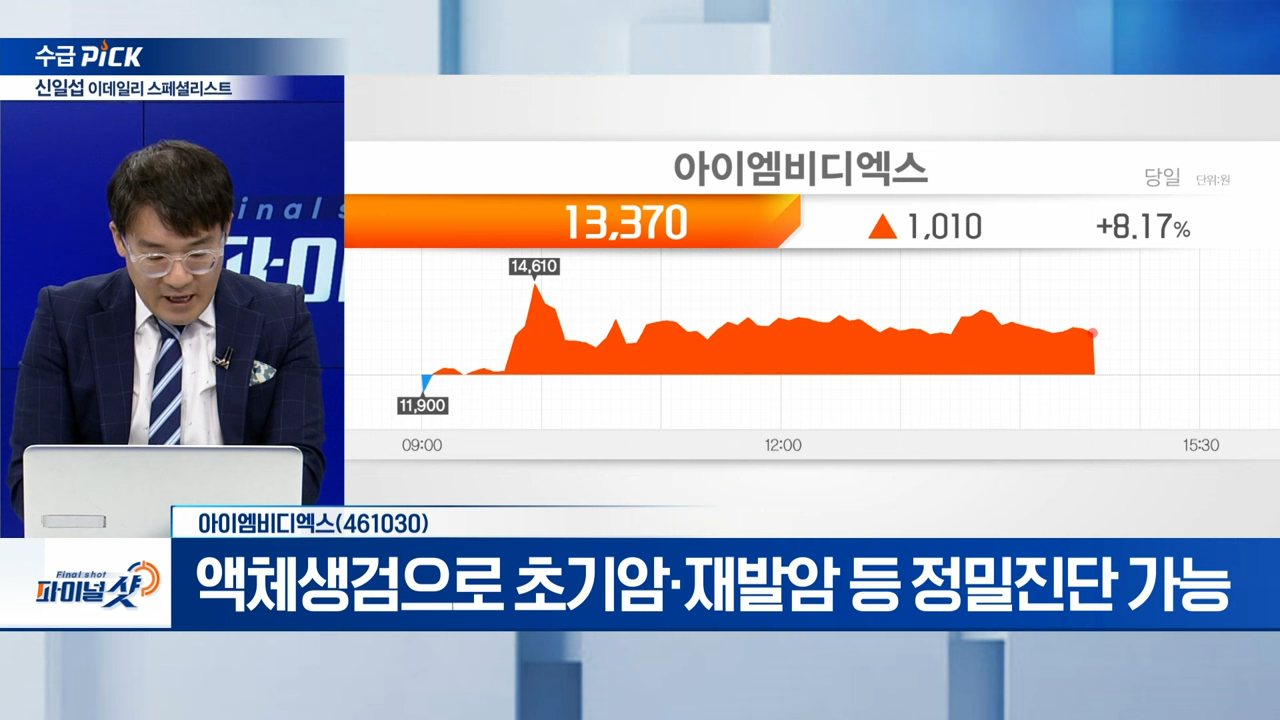 수급 PiCK
신일섭 이데일리 스페셜리스트
inal s
파이
아이엠비디엑스
당일 단위:원
13,370 ▲ 1,010 +8.17%
14,610
11,900
09:00 12:00 15:30
아이엠비디엑스(461030)
Final shot
파이널샷
액체생검으로 초기암·재발암 등 정밀진단 가능